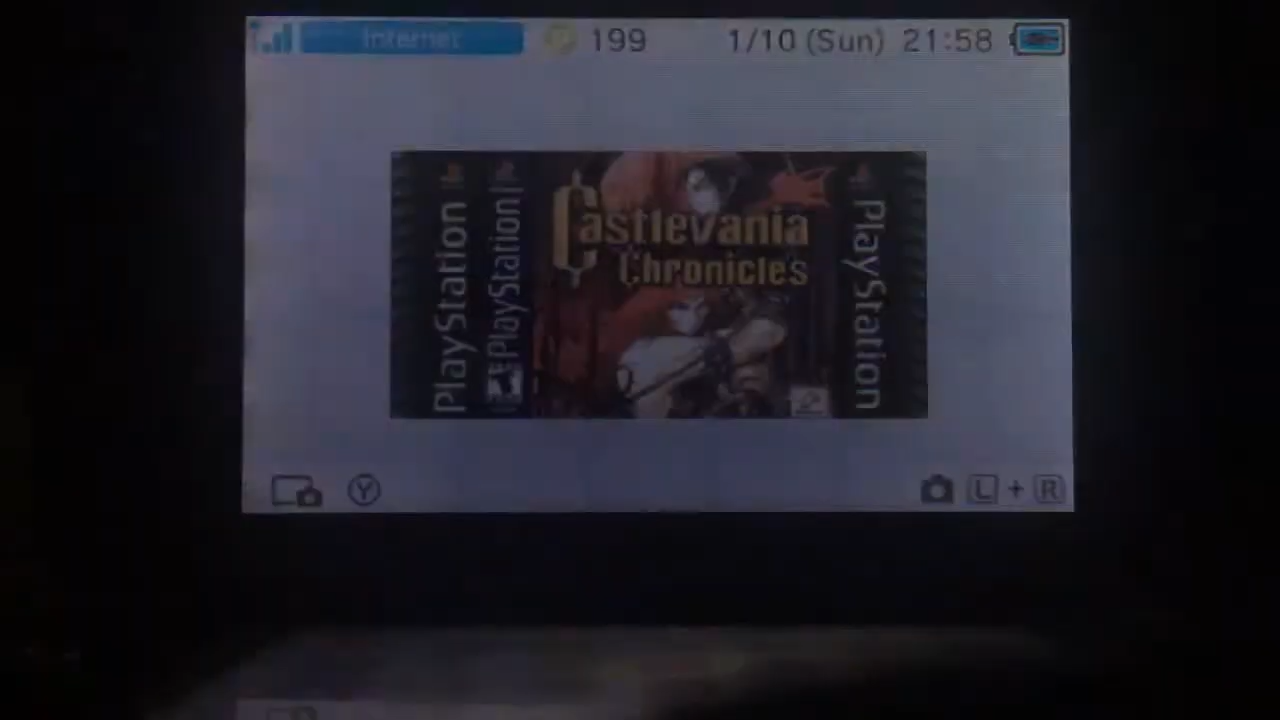 Internet 199 1/10 (Sun) 21:58
PlayStation
PlayStation
Castlevania
Chronicles
PlayStation
Y
L + R